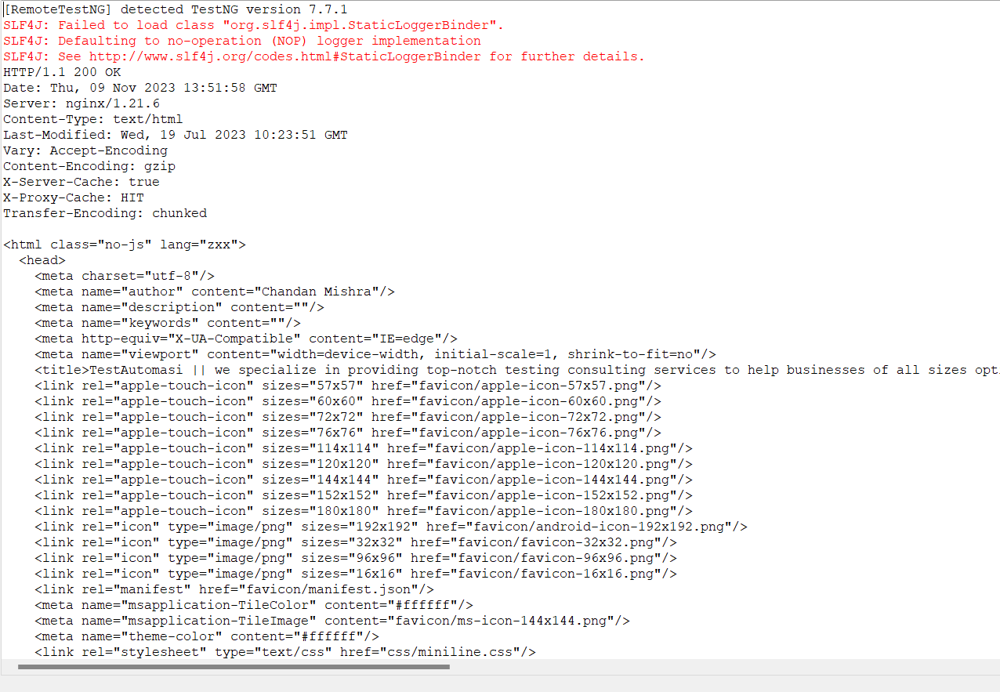 [RemoteTestNG] detected TestNG version 7.7.1
SLF4J: Failed to load class "org.slf4j.impl.StaticLoggerBinder".
SLF4J: Defaulting to no-operation (NOP) logger implementation
SLF4J: See http://www.slf4j.org/codes.html#StaticLoggerBinder for further details.
HTTP/1.1 200 OK
Date: Thu, 09 Nov 2023 13:51:58 GMT
Server: nginx/1.21.6
Content-Type: text/html
Last-Modified: Wed, 19 Jul 2023 10:23:51 GMT
Vary: Accept-Encoding
Content-Encoding: gzip
X-Server-Cache: true
X-Proxy-Cache: HIT
Transfer-Encoding: chunked

<html class="no-js" lang="zxx">
  <head>
    <meta charset="utf-8"/>
    <meta name="author" content="Chandan Mishra"/>
    <meta name="description" content=""/>
    <meta name="keywords" content=""/>
    <meta http-equiv="X-UA-Compatible" content="IE=edge"/>
    <meta name="viewport" content="width=device-width, initial-scale=1, shrink-to-fit=no"/>
    <title>TestAutomasi || we specialize in providing top-notch testing consulting services to help businesses of all sizes opt
    <link rel="apple-touch-icon" sizes="57x57" href="favicon/apple-icon-57x57.png"/>
    <link rel="apple-touch-icon" sizes="60x60" href="favicon/apple-icon-60x60.png"/>
    <link rel="apple-touch-icon" sizes="72x72" href="favicon/apple-icon-72x72.png"/>
    <link rel="apple-touch-icon" sizes="76x76" href="favicon/apple-icon-76x76.png"/>
    <link rel="apple-touch-icon" sizes="114x114" href="favicon/apple-icon-114x114.png"/>
    <link rel="apple-touch-icon" sizes="120x120" href="favicon/apple-icon-120x120.png"/>
    <link rel="apple-touch-icon" sizes="144x144" href="favicon/apple-icon-144x144.png"/>
    <link rel="apple-touch-icon" sizes="152x152" href="favicon/apple-icon-152x152.png"/>
    <link rel="apple-touch-icon" sizes="180x180" href="favicon/apple-icon-180x180.png"/>
    <link rel="icon" type="image/png" sizes="192x192" href="favicon/android-icon-192x192.png"/>
    <link rel="icon" type="image/png" sizes="32x32" href="favicon/favicon-32x32.png"/>
    <link rel="icon" type="image/png" sizes="96x96" href="favicon/favicon-96x96.png"/>
    <link rel="icon" type="image/png" sizes="16x16" href="favicon/favicon-16x16.png"/>
    <link rel="manifest" href="favicon/manifest.json"/>
    <meta name="msapplication-TileColor" content="#ffffff"/>
    <meta name="msapplication-TileImage" content="favicon/ms-icon-144x144.png"/>
    <meta name="theme-color" content="#ffffff"/>
    <link rel="stylesheet" type="text/css" href="css/miniline.css"/>